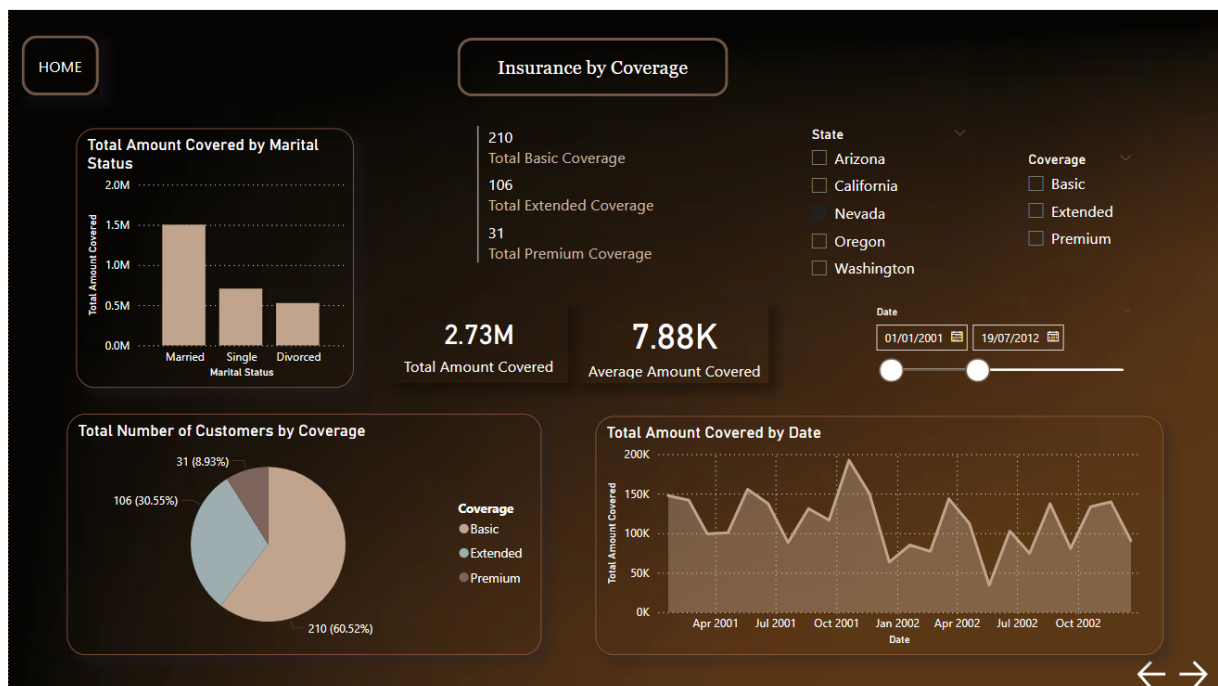 HOME
Insurance by Coverage
Total Amount Covered by Marital
Status
2.0M
1.5M
1.0M
0.5M
0.0M
Total Amount Covered
Married Single Divorced
Marital Status
210
Total Basic Coverage
106
Total Extended Coverage
31
Total Premium Coverage
State
Arizona
California
Nevada
Oregon
Washington
Coverage
Basic
Extended
Premium
2.73M
Total Amount Covered
7.88K
Average Amount Covered
Date
01/01/2001 19/07/2012
Total Number of Customers by Coverage
31 (8.93%)
106 (30.55%)
210 (60.52%)
Coverage
Basic
Extended
Premium
Total Amount Covered by Date
200K
150K
100K
50K
0K
Total Amount Covered
Apr 2001 Jul 2001 Oct 2001 Jan 2002 Apr 2002 Jul 2002 Oct 2002
Date